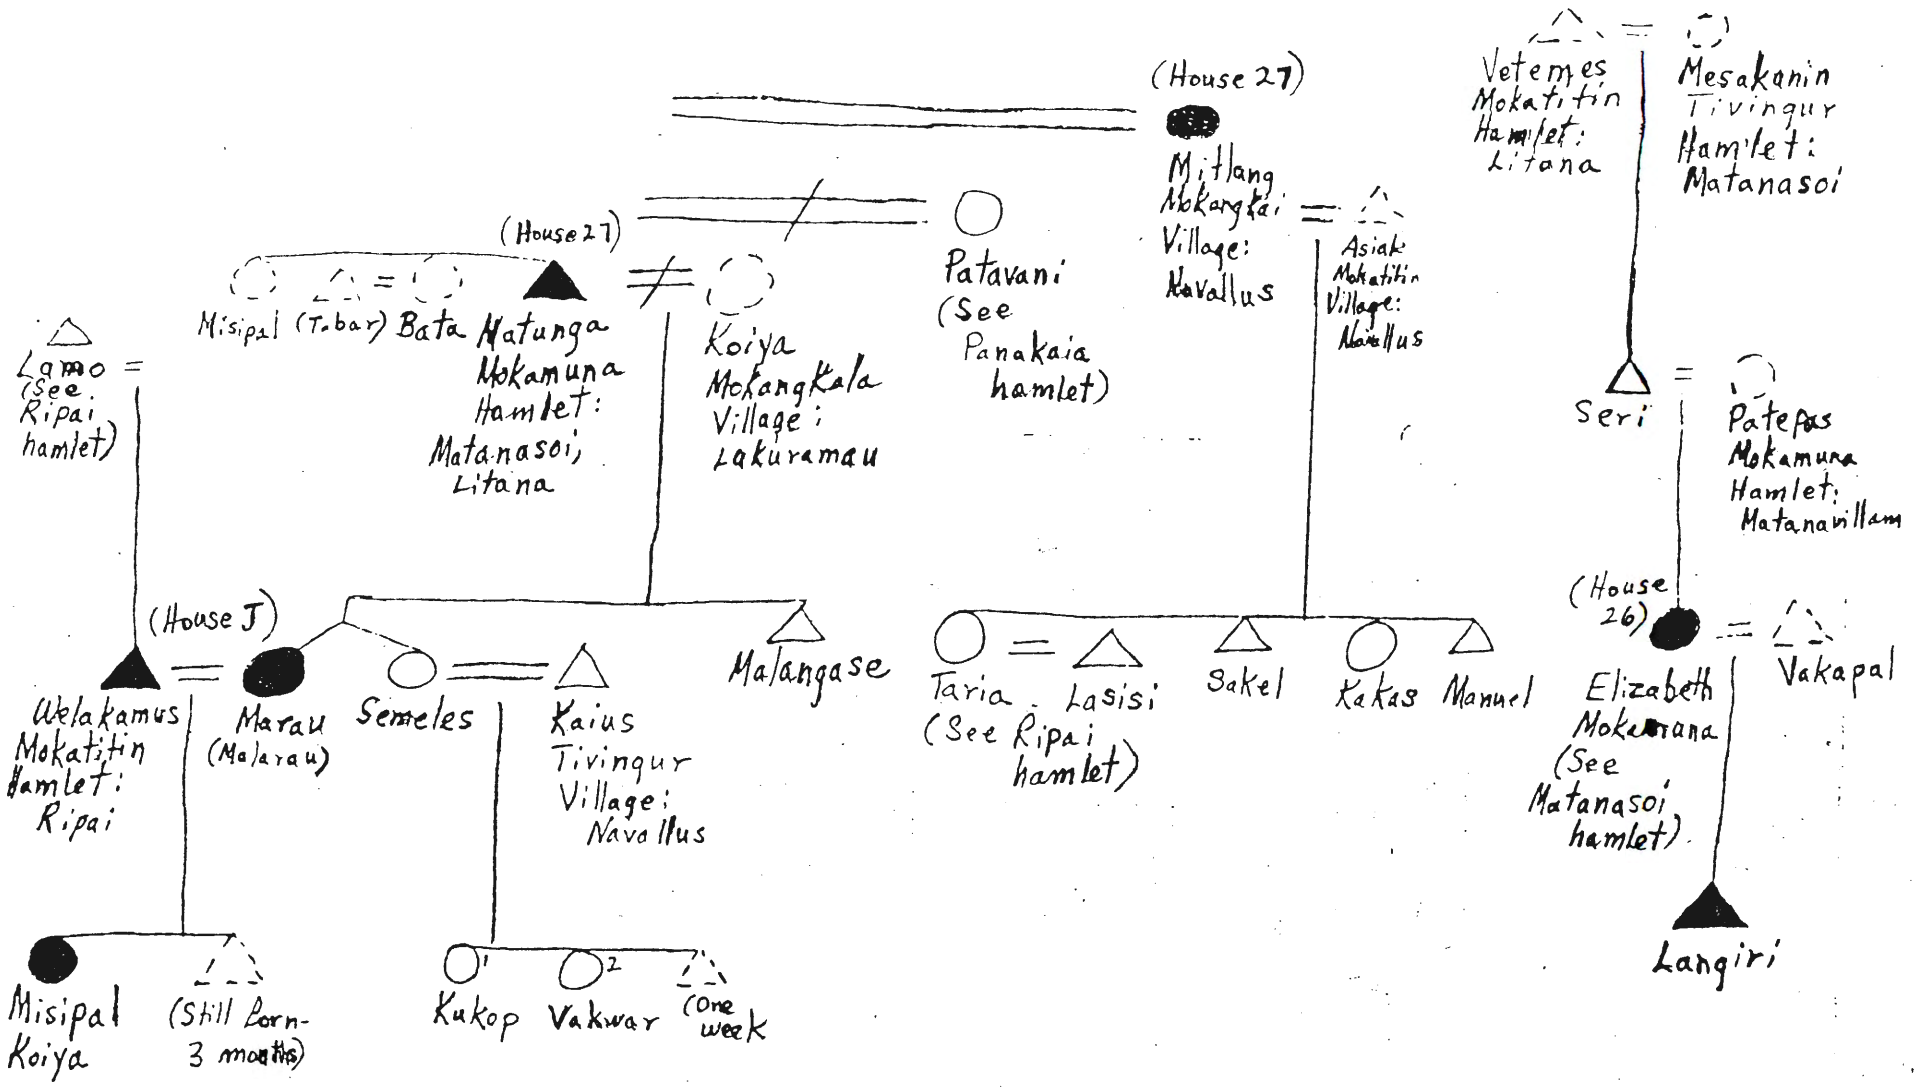 (House 27)
Vetemes
Mokatitin
Hamlet:
Litana
Mesakanin
Tivingur
Hamlet:
Matanasoi
Mitlang
Mokangkai
Village:
Navallus
Asiak
Mokatitin
Village:
Navallus
(House 27)
Misipal (Tabar) Bata
Matunga
Mokamuna
Hamlet:
Matanasoi,
Litana
Koiya
Mokangkala
Village:
Lakuramau
Patavani
(See
Panakaia
hamlet)
Lamo =
(See
Ripai
hamlet)
Seri
Patepas
Mokamuna
Hamlet:
Matanavillam
(House J)
Welakamus
Mokatitin
Hamlet:
Ripai
Marau
(Malarau)
Semeles
Kaius
Tivingur
Village:
Navallus
Malangase
Taria
(See Ripai
hamlet)
Lasisi
Sakel
Kakas
Manuel
(House
26)
Elizabeth
Mokamuna
(See
Matanasoi
hamlet)
Vakapal
Misipal
Koiya
(Still born-
3 months)
1
Kukop
2
Vakwar
(One
week
Langiri